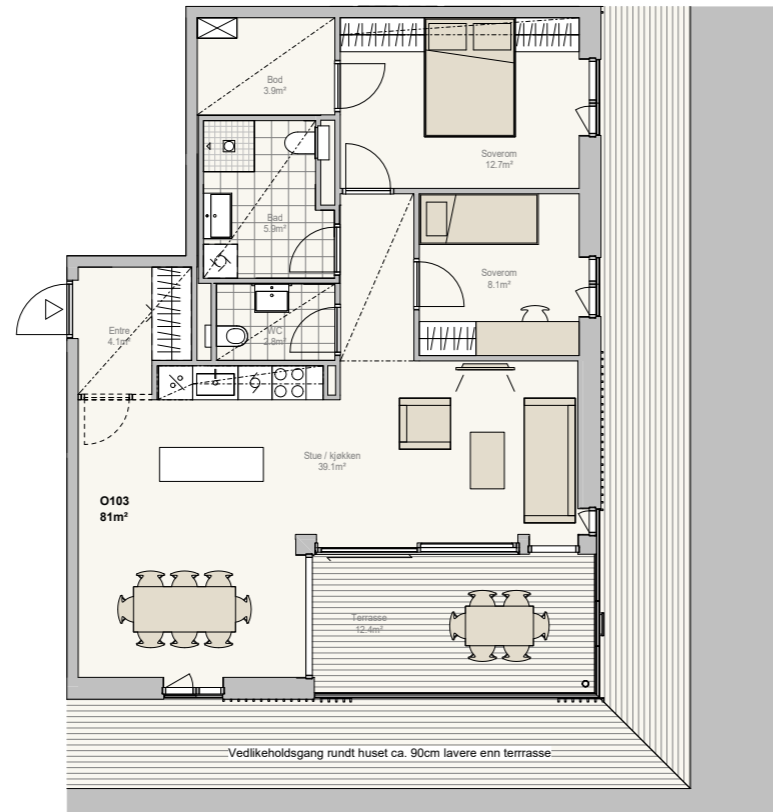 Bod
3.9m²
Soverom
12.7m²
Bad
5.9m²
Soverom
8.1m²
Entre
4.1m²
WC
2.8m²
Stue / kjøkken
39.1m²
O103
81m²
Terrasse
12.4m²
Vedlikeholdsgang rundt huset ca. 90cm lavere enn terrrasse